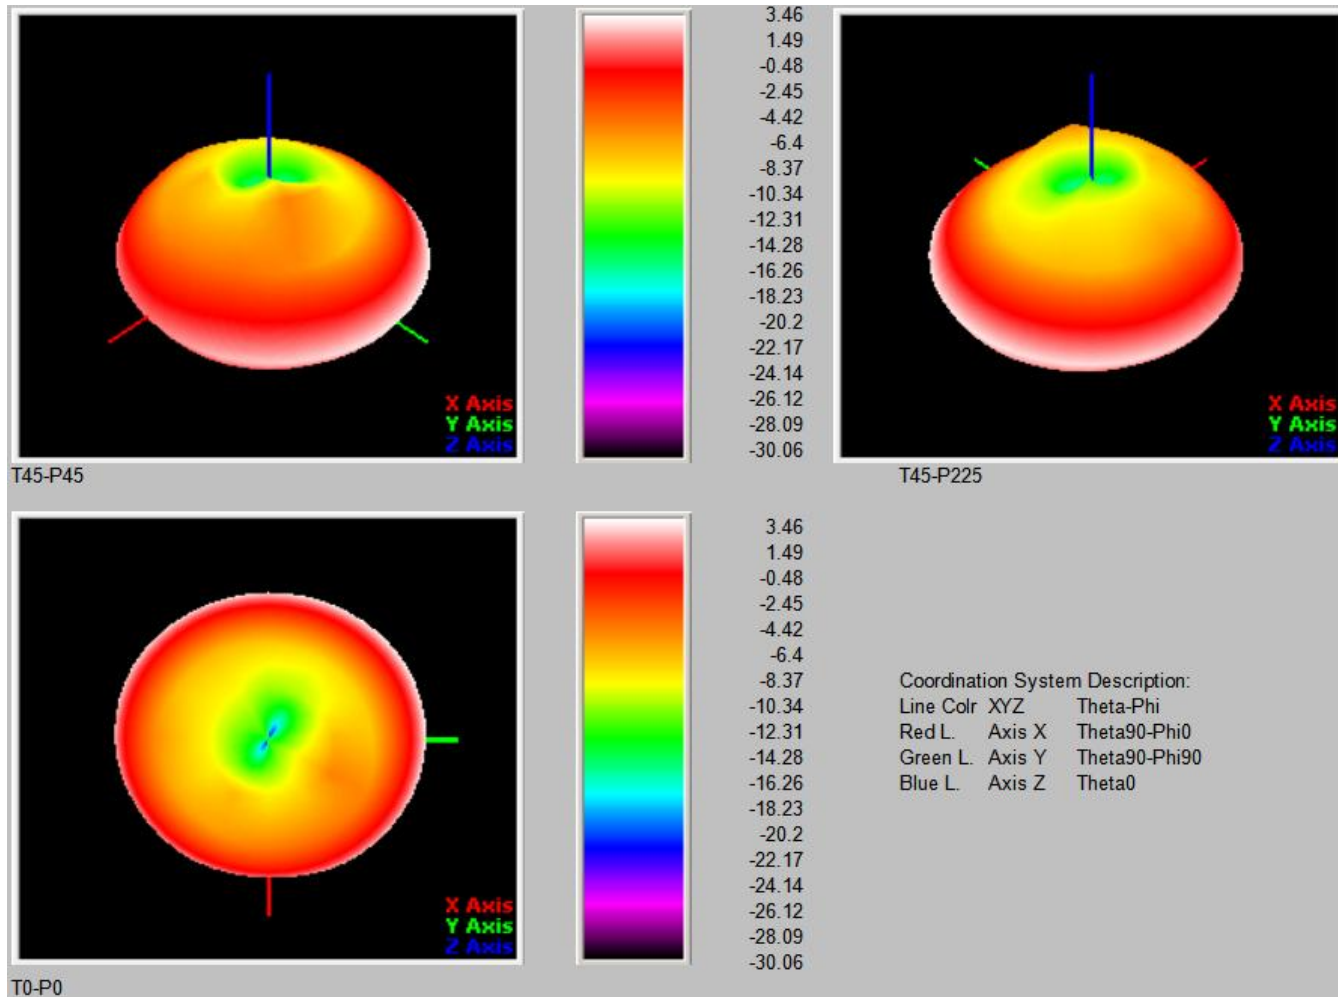 3.46
1.49
-0.48
-2.45
-4.42
-6.4
-8.37
-10.34
-12.31
-14.28
-16.26
-18.23
-20.2
-22.17
-24.14
-26.12
-28.09
-30.06
X Axis
Y Axis
Z Axis
X Axis
Y Axis
Z Axis
T45-P45
T45-P225
3.46
1.49
-0.48
-2.45
-4.42
-6.4
-8.37
-10.34
-12.31
-14.28
-16.26
-18.23
-20.2
-22.17
-24.14
-26.12
-28.09
-30.06
Coordination System Description:
Line Colr XYZ Theta-Phi
Red L. Axis X Theta90-Phi0
Green L. Axis Y Theta90-Phi90
Blue L. Axis Z Theta0
X Axis
Y Axis
Z Axis
T0-P0